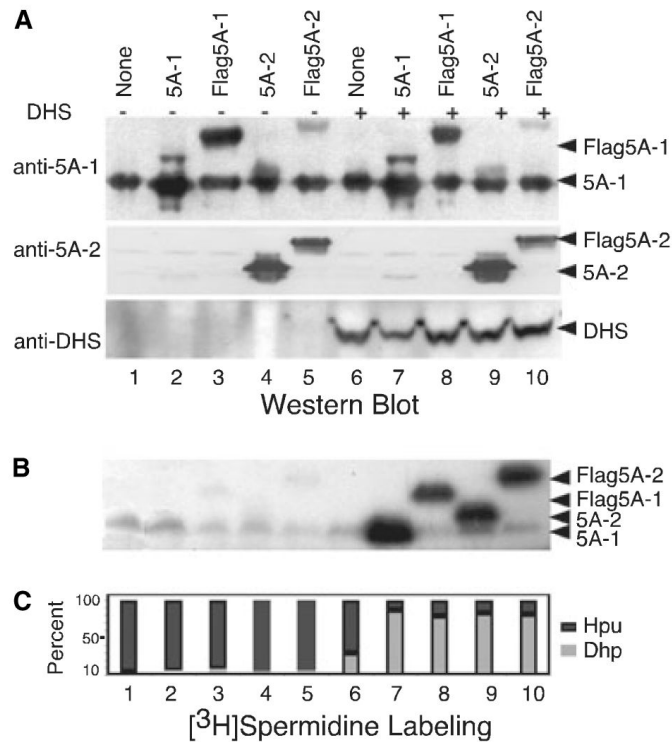 A
None 5A-1 Flag5A-1 5A-2 Flag5A-2 None 5A-1 Flag5A-1 5A-2 Flag5A-2
DHS - - - - - + + + + +
anti-5A-1
Flag5A-1
5A-1
anti-5A-2
Flag5A-2
5A-2
anti-DHS
DHS
1 2 3 4 5 6 7 8 9 10
Western Blot
B
Flag5A-2
Flag5A-1
5A-2
5A-1
C
Percent
100
50
10
Hpu
Dhp
1 2 3 4 5 6 7 8 9 10
[³H]Spermidine Labeling